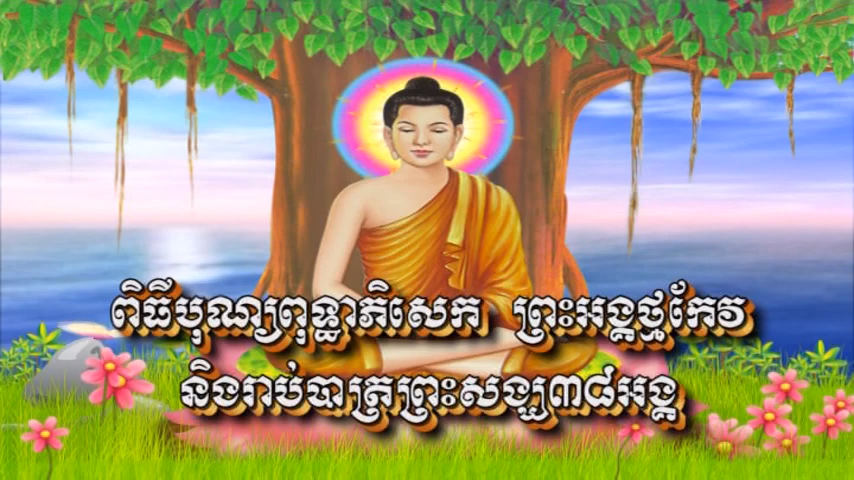 ពិធីបុណ្យពុទ្ធាភិសេក ព្រះអង្គថ្មកែវ
និងរាប់បាត្រព្រះសង្ឃ៣៨អង្គ